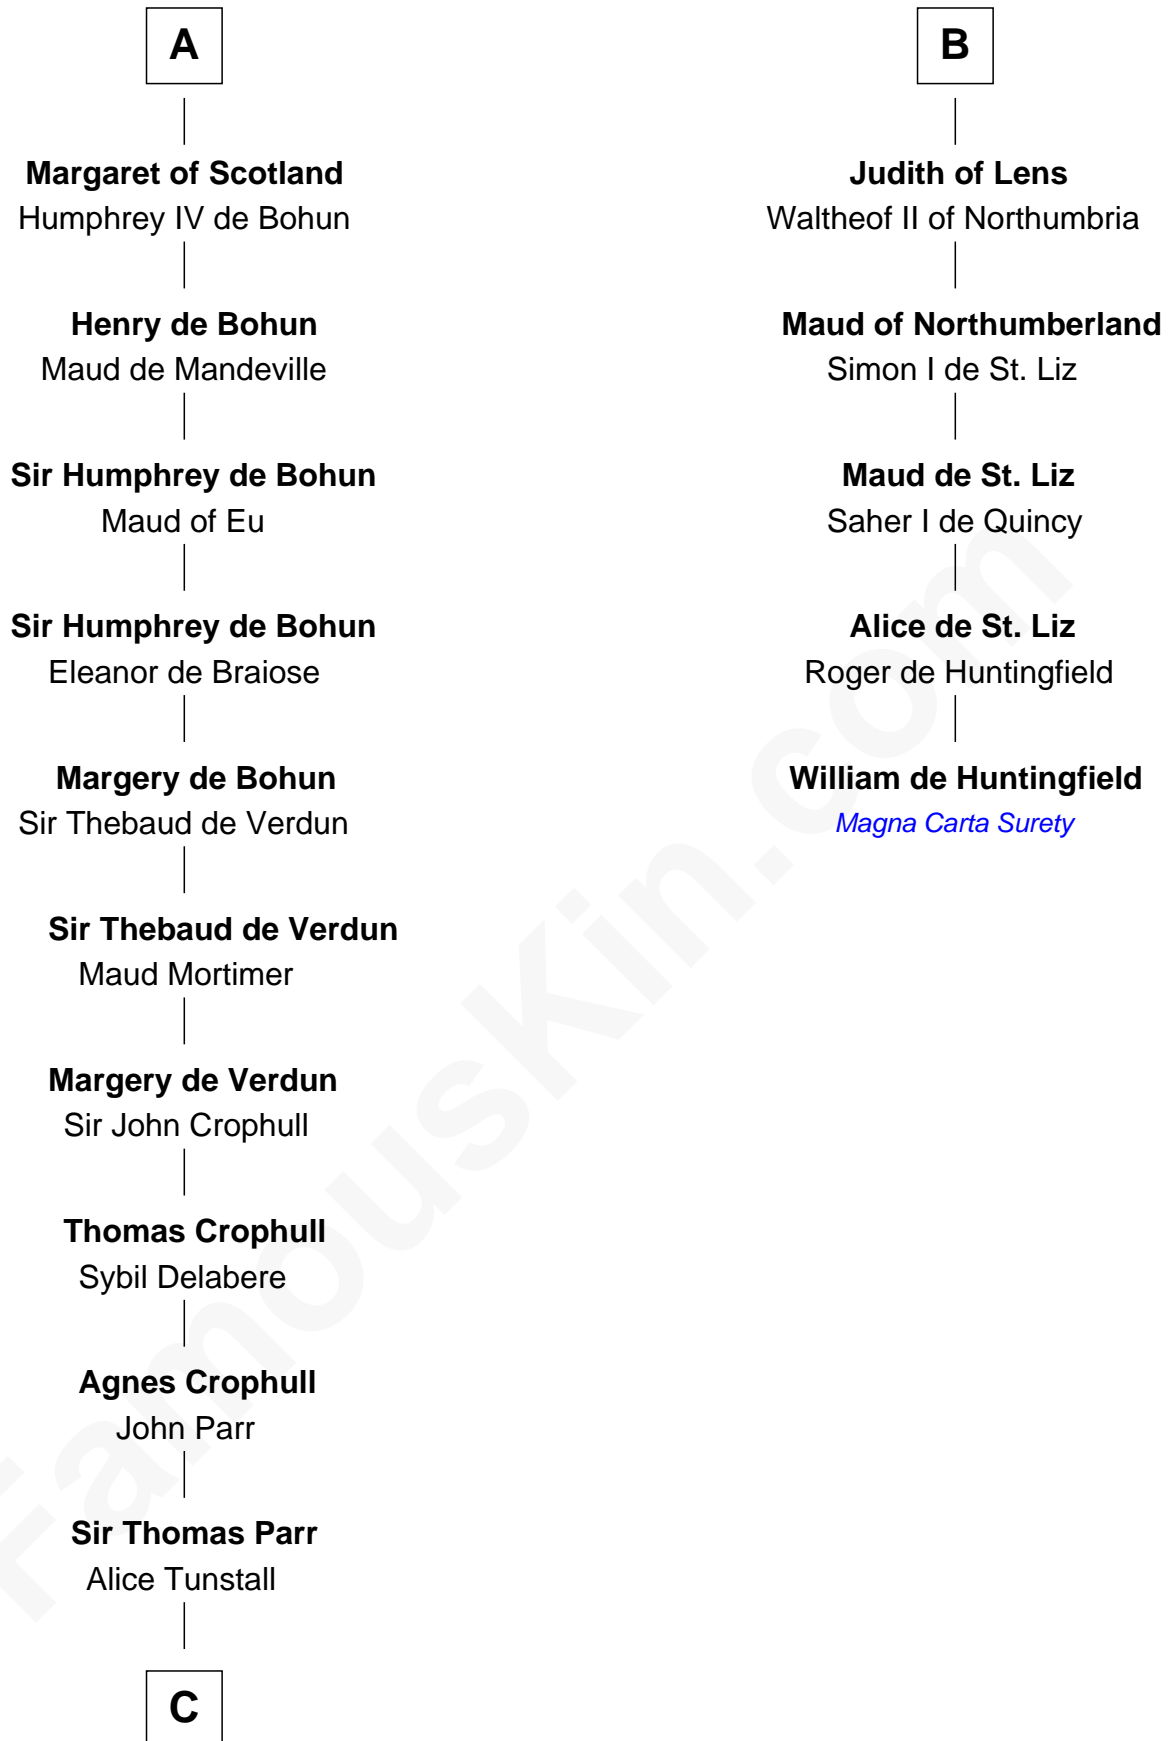 A
Margaret of Scotland
Humphrey IV de Bohun
Henry de Bohun
Maud de Mandeville
Sir Humphrey de Bohun
Maud of Eu
Sir Humphrey de Bohun
Eleanor de Braiose
Margery de Bohun
Sir Thebaud de Verdun
Sir Thebaud de Verdun
Maud Mortimer
Margery de Verdun
Sir John Crophull
Thomas Crophull
Sybil Delabere
Agnes Crophull
John Parr
Sir Thomas Parr
Alice Tunstall
C
B
Judith of Lens
Waltheof II of Northumbria
Maud of Northumberland
Simon I de St. Liz
Maud de St. Liz
Saher I de Quincy
Alice de St. Liz
Roger de Huntingfield
William de Huntingfield
Magna Carta Surety
FamousKin.com